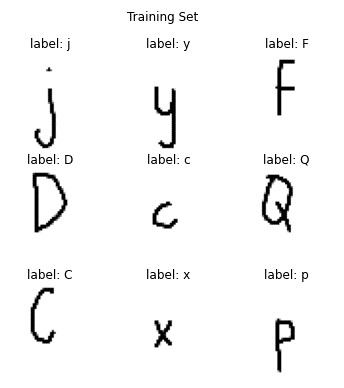 Training Set
label: j label: y label: F
j y F
label: D label: c label: Q
D c Q
label: C label: x label: p
C x p